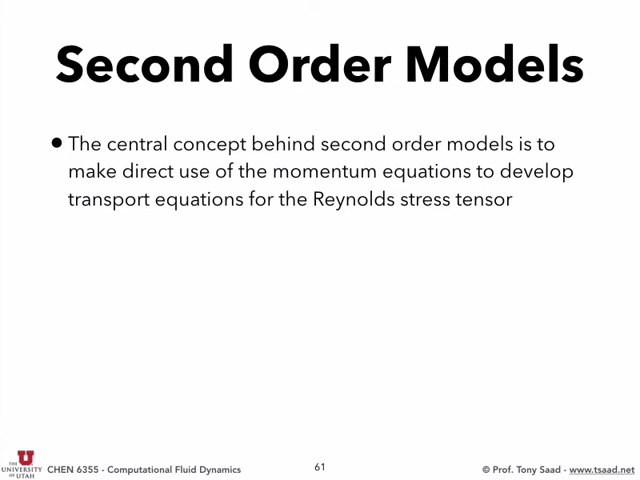 Second Order Models
• The central concept behind second order models is to
make direct use of the momentum equations to develop
transport equations for the Reynolds stress tensor
THE
UNIVERSITY
OF UTAH
CHEN 6355 - Computational Fluid Dynamics
61
© Prof. Tony Saad - www.tsaad.net